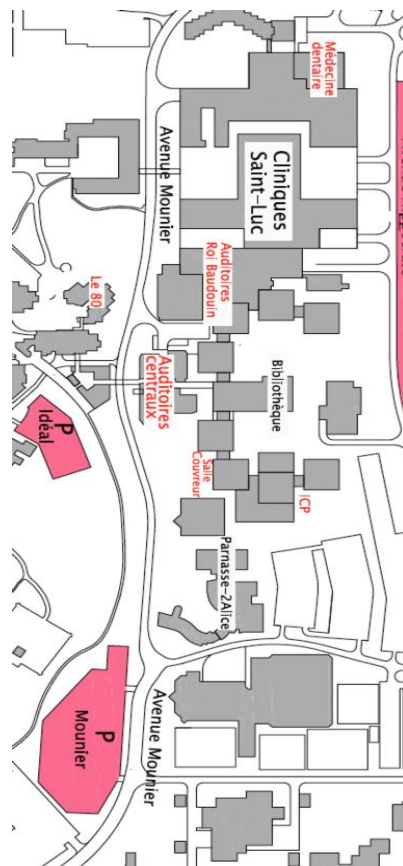 Médecine
dentaire
Avenue Mounier
Cliniques
Saint-Luc
Auditoires
Roi Baudouin
Le 80
Auditoires
centraux
Bibliothèque
P
Idéal
Salle
Couvreur
ICP
Parnasse-2Alice
P
Mounier
Avenue Mounier